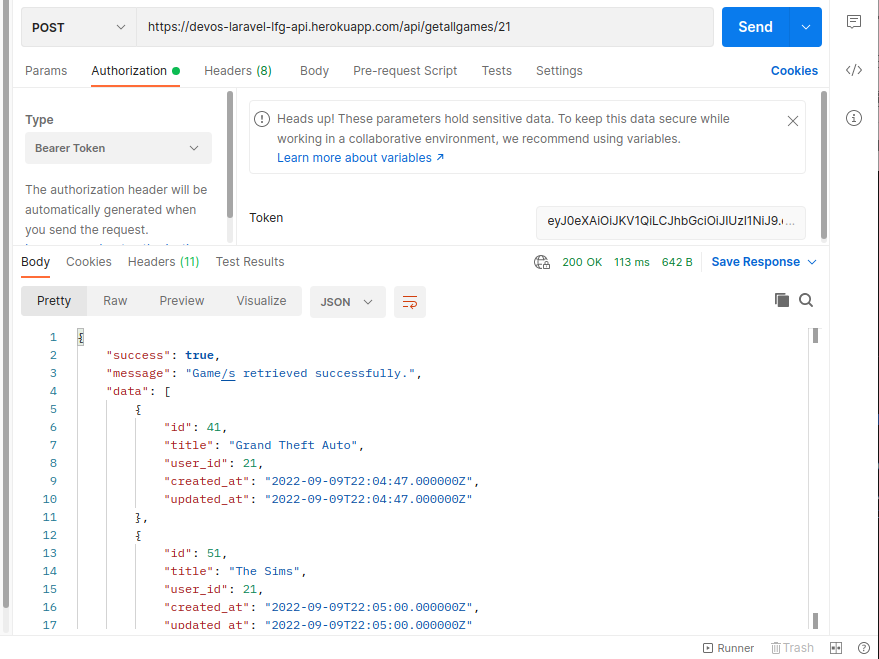 POST
https://devos-laravel-lfg-api.herokuapp.com/api/getallgames/21
Send
Params
Authorization
Headers (8)
Body
Pre-request Script
Tests
Settings
Cookies
Type
Bearer Token
The authorization header will be
automatically generated when
you send the request.
Heads up! These parameters hold sensitive data. To keep this data secure while
working in a collaborative environment, we recommend using variables.
Learn more about variables ↗
Token
eyJ0eXAiOiJKV1QiLCJhbGciOiJIUzI1NiJ9.…
Body
Cookies
Headers (11)
Test Results
200 OK
113 ms
642 B
Save Response
Pretty
Raw
Preview
Visualize
JSON
1 {
2 "success": true,
3 "message": "Game/s retrieved successfully.",
4 "data": [
5 {
6 "id": 41,
7 "title": "Grand Theft Auto",
8 "user_id": 21,
9 "created_at": "2022-09-09T22:04:47.000000Z",
10 "updated_at": "2022-09-09T22:04:47.000000Z"
11 },
12 {
13 "id": 51,
14 "title": "The Sims",
15 "user_id": 21,
16 "created_at": "2022-09-09T22:05:00.000000Z",
17 "updated_at": "2022-09-09T22:05:00.000000Z"
Runner
Trash